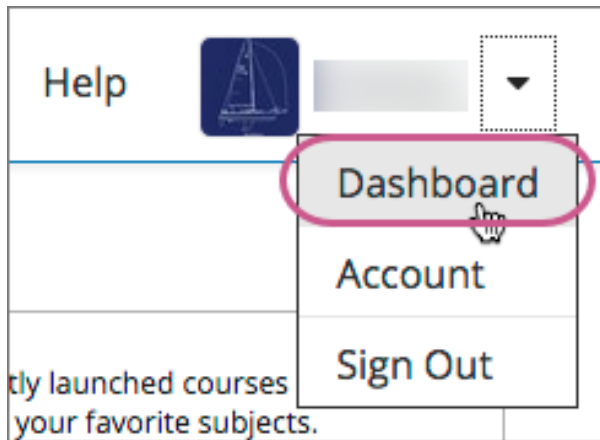 Help
Dashboard
Account
Sign Out
tly launched courses
your favorite subjects.